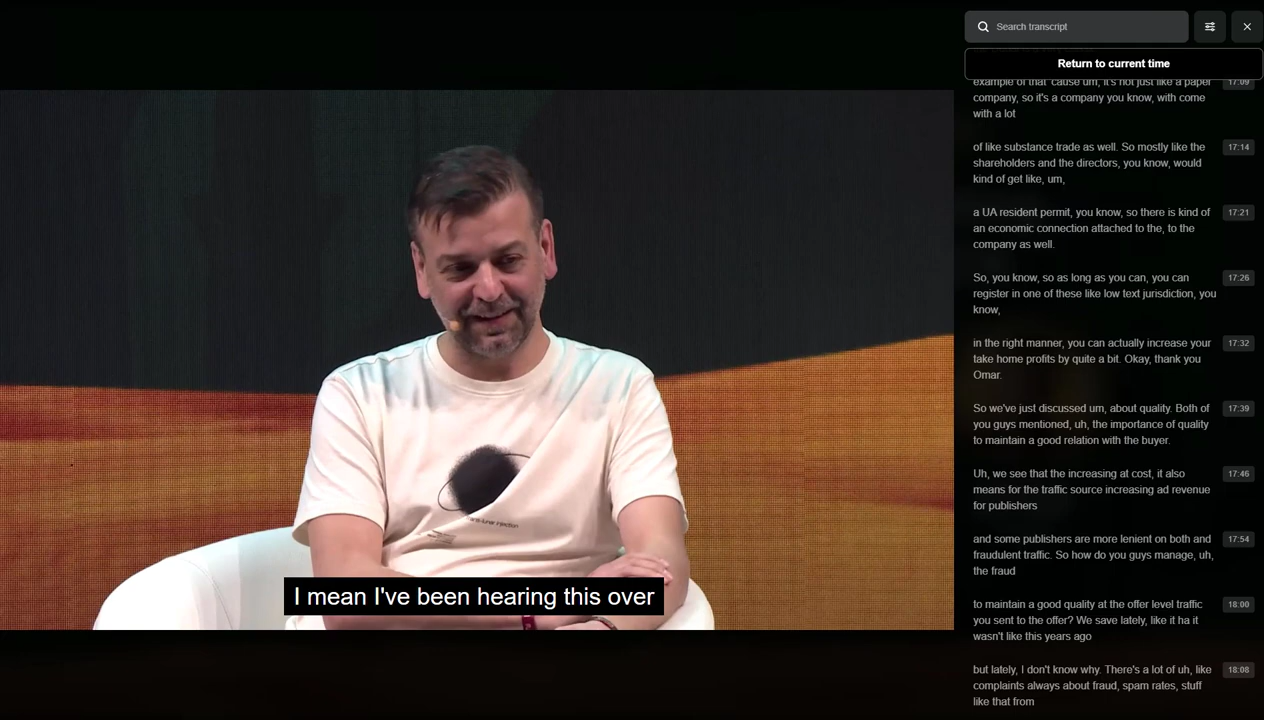 Search transcript
Return to current time
example of that 'cause um, it's not just like a paper
17:09
company, so it's a company you know, with come
with a lot
of like substance trade as well. So mostly like the
17:14
shareholders and the directors, you know, would
kind of get like, um,
a UA resident permit, you know, so there is kind of
17:21
an economic connection attached to the, to the
company as well.
So, you know, so as long as you can, you can
17:26
register in one of these like low text jurisdiction, you
know,
in the right manner, you can actually increase your
17:32
take home profits by quite a bit. Okay, thank you
Omar.
So we've just discussed um, about quality. Both of
17:39
you guys mentioned, uh, the importance of quality
to maintain a good relation with the buyer.
Uh, we see that the increasing at cost, it also
17:46
means for the traffic source increasing ad revenue
for publishers
and some publishers are more lenient on both and
17:54
fraudulent traffic. So how do you guys manage, uh,
the fraud
to maintain a good quality at the offer level traffic
18:00
you sent to the offer? We save lately, like it ha it
wasn't like this years ago
but lately, I don't know why. There's a lot of uh, like
18:08
complaints always about fraud, spam rates, stuff
like that from
I mean I've been hearing this over